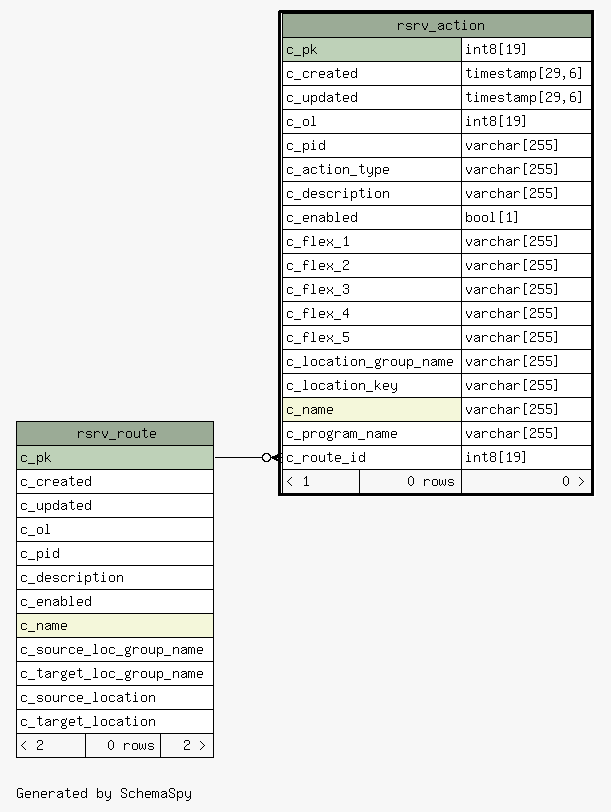 rsrv_action
c_pk int8[19]
c_created timestamp[29,6]
c_updated timestamp[29,6]
c_ol int8[19]
c_pid varchar[255]
c_action_type varchar[255]
c_description varchar[255]
c_enabled bool[1]
c_flex_1 varchar[255]
c_flex_2 varchar[255]
c_flex_3 varchar[255]
c_flex_4 varchar[255]
c_flex_5 varchar[255]
c_location_group_name varchar[255]
c_location_key varchar[255]
c_name varchar[255]
c_program_name varchar[255]
c_route_id int8[19]
< 1 0 rows 0 >
rsrv_route
c_pk
c_created
c_updated
c_ol
c_pid
c_description
c_enabled
c_name
c_source_loc_group_name
c_target_loc_group_name
c_source_location
c_target_location
< 2 0 rows 2 >
Generated by SchemaSpy